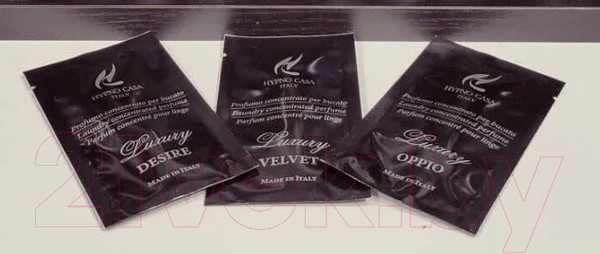 HYPNO CASA
ITALY
Profumo concentrato per bucato
Laundry concentrated perfume
Parfum concentré pour linge
Luxury
DESIRE
MADE IN ITALY
HYPNO CASA
ITALY
Profumo concentrato per bucato
Laundry concentrated perfume
Parfum concentré pour linge
Luxury
VELVET
MADE IN ITALY
HYPNO CASA
ITALY
Profumo concentrato per bucato
Laundry concentrated perfume
Parfum concentré pour linge
Luxury
OPPIO
MADE IN ITALY
21vek.by